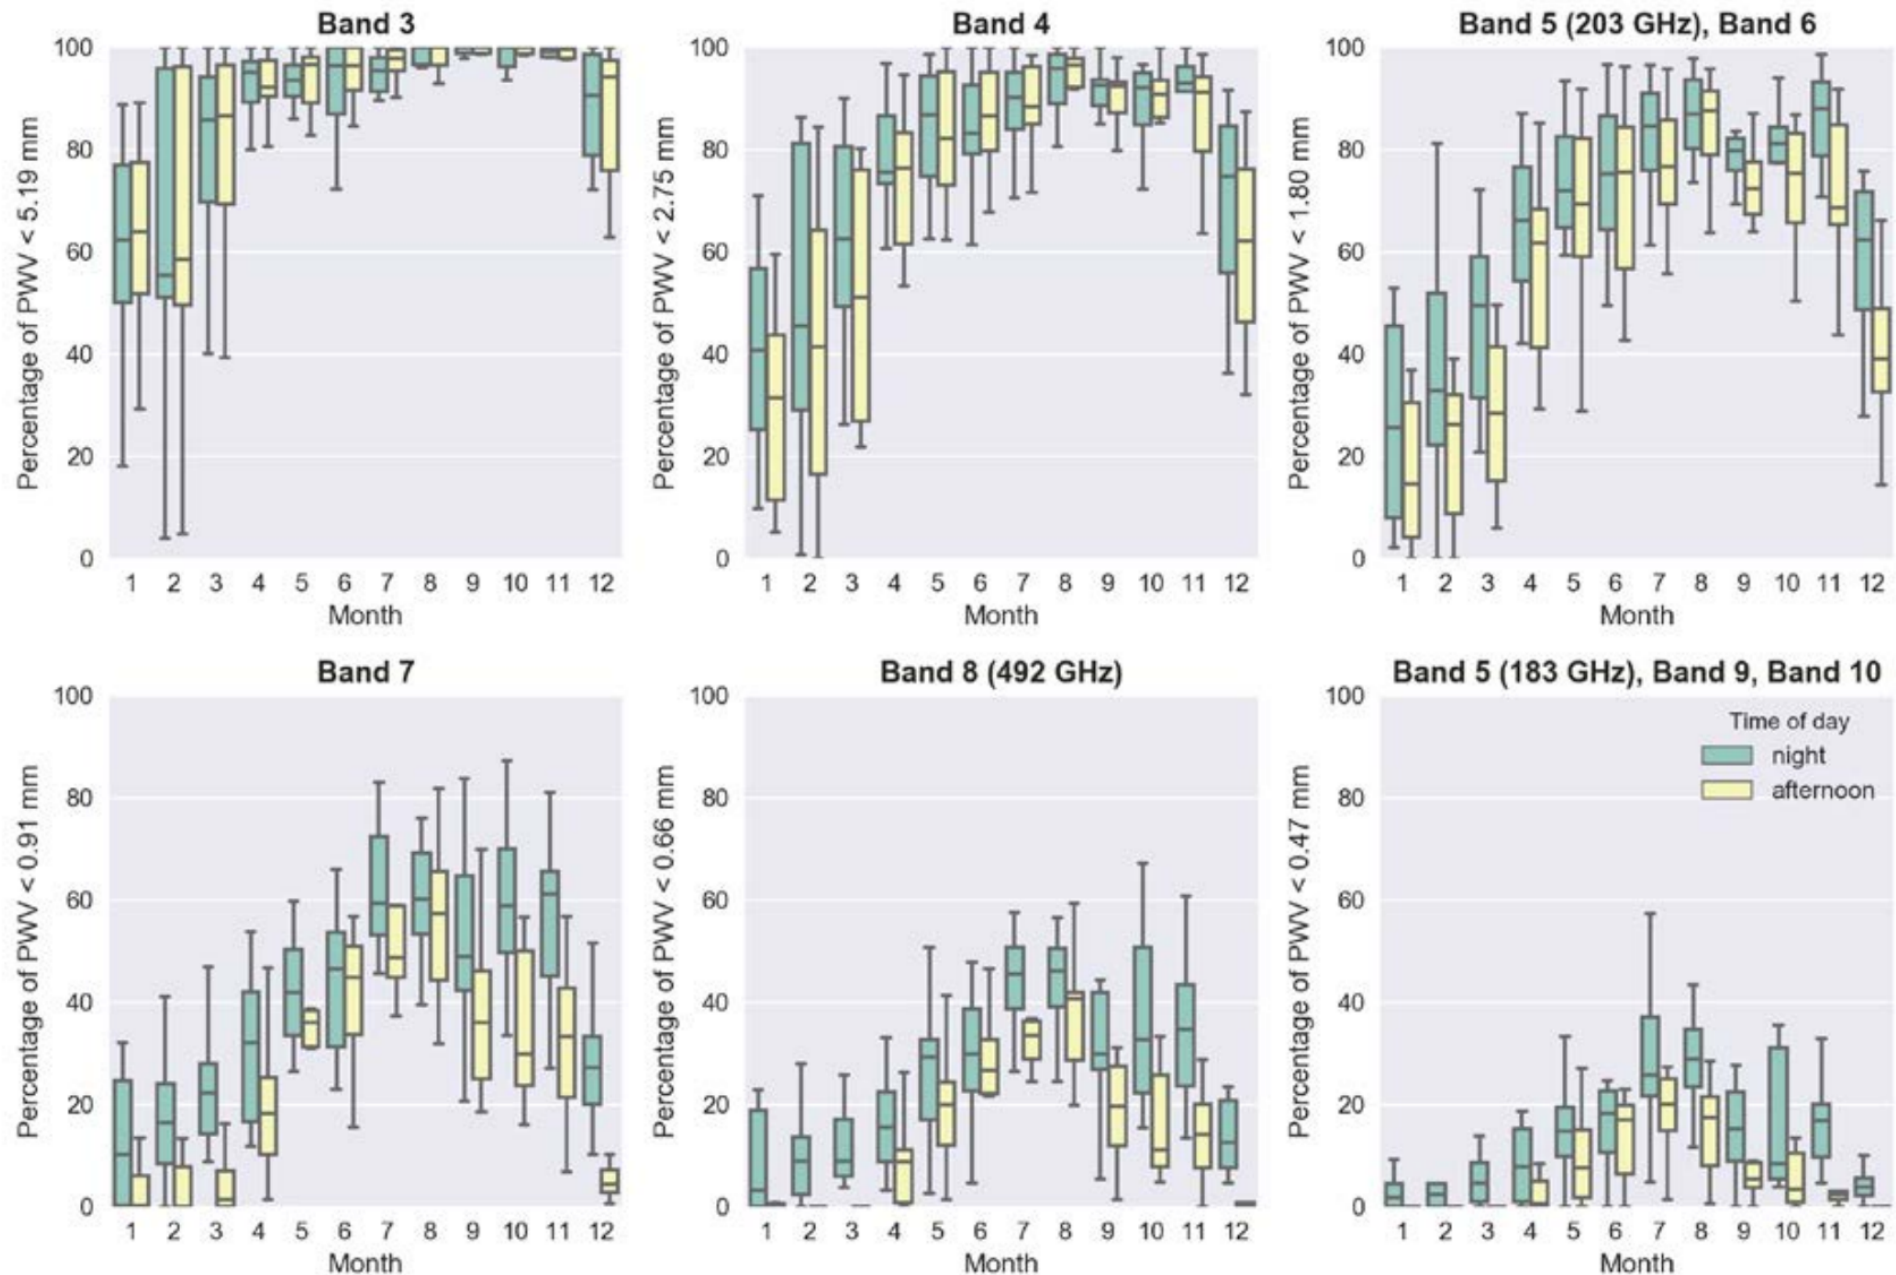 Band 3
Percentage of PWV < 5.19 mm
100
80
60
40
20
0
1 2 3 4 5 6 7 8 9 10 11 12
Month
Band 4
Percentage of PWV < 2.75 mm
100
80
60
40
20
0
1 2 3 4 5 6 7 8 9 10 11 12
Month
Band 5 (203 GHz), Band 6
Percentage of PWV < 1.80 mm
100
80
60
40
20
0
1 2 3 4 5 6 7 8 9 10 11 12
Month
Band 7
Percentage of PWV < 0.91 mm
100
80
60
40
20
0
1 2 3 4 5 6 7 8 9 10 11 12
Month
Band 8 (492 GHz)
Percentage of PWV < 0.66 mm
100
80
60
40
20
0
1 2 3 4 5 6 7 8 9 10 11 12
Month
Band 5 (183 GHz), Band 9, Band 10
Percentage of PWV < 0.47 mm
100
80
60
40
20
0
Time of day
night
afternoon
1 2 3 4 5 6 7 8 9 10 11 12
Month